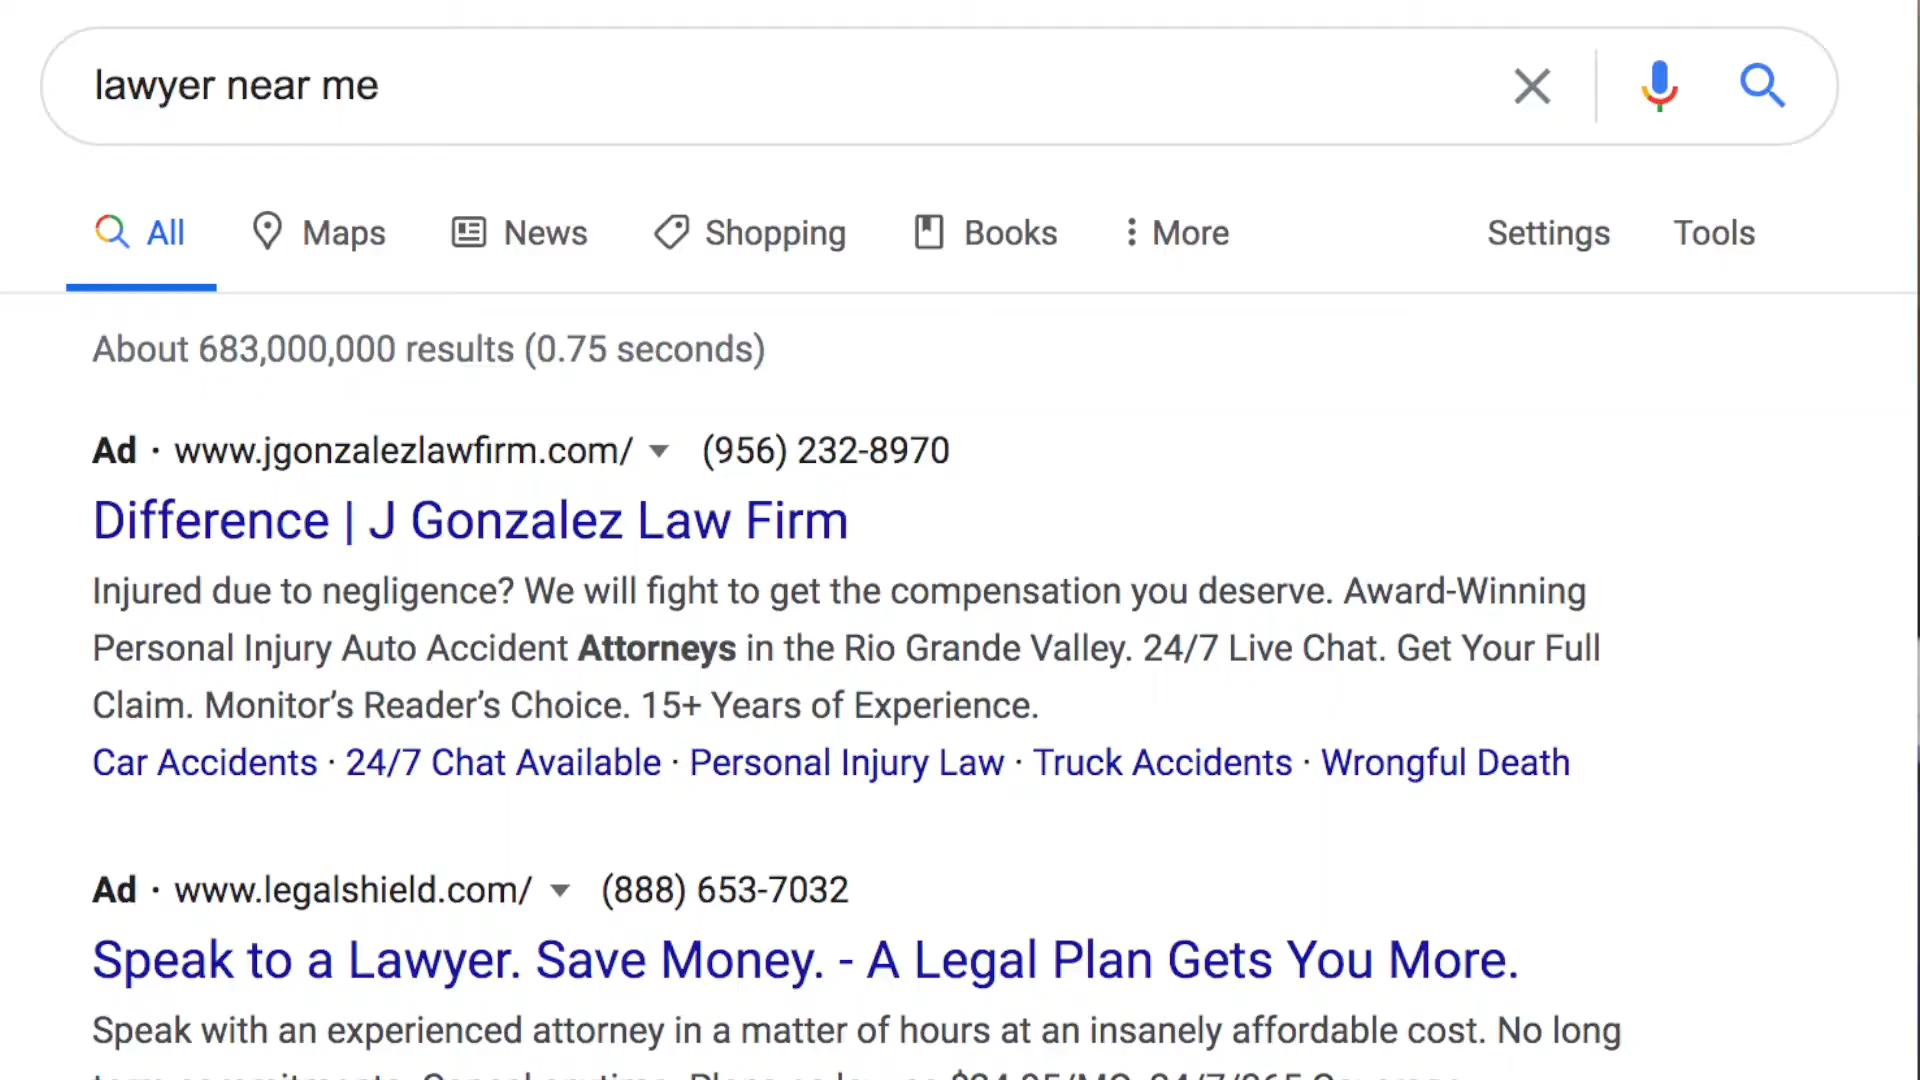 lawyer near me
All Maps News Shopping Books More Settings Tools
About 683,000,000 results (0.75 seconds)
Ad · www.jgonzalezlawfirm.com/ (956) 232-8970
Difference | J Gonzalez Law Firm
Injured due to negligence? We will fight to get the compensation you deserve. Award-Winning
Personal Injury Auto Accident Attorneys in the Rio Grande Valley. 24/7 Live Chat. Get Your Full
Claim. Monitor’s Reader’s Choice. 15+ Years of Experience.
Car Accidents · 24/7 Chat Available · Personal Injury Law · Truck Accidents · Wrongful Death
Ad · www.legalshield.com/ (888) 653-7032
Speak to a Lawyer. Save Money. - A Legal Plan Gets You More.
Speak with an experienced attorney in a matter of hours at an insanely affordable cost. No long